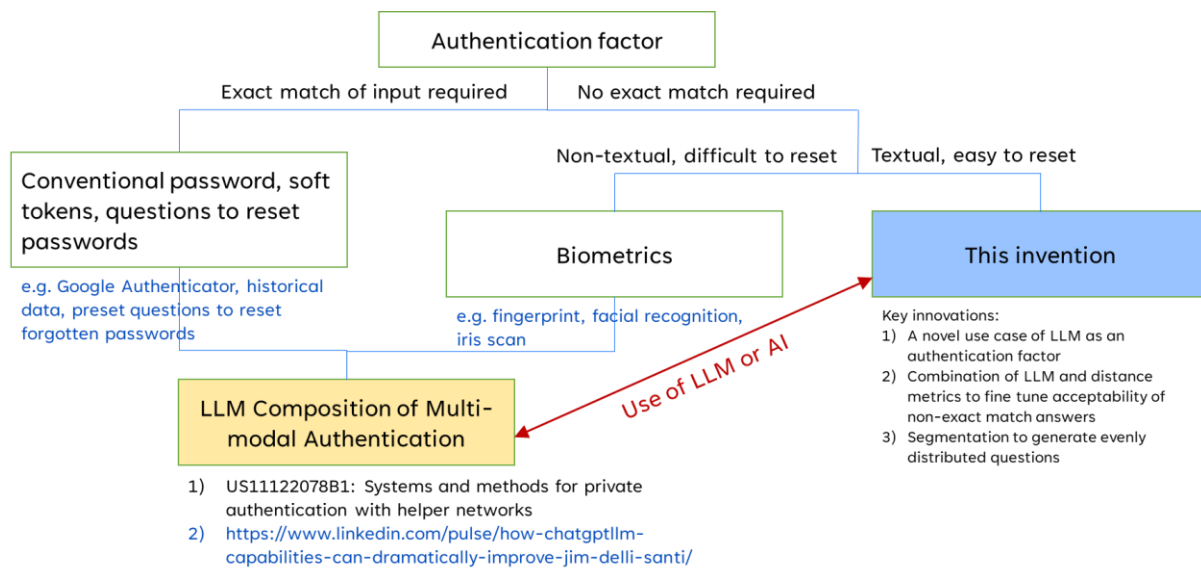 Authentication factor
Exact match of input required
No exact match required
Non-textual, difficult to reset
Textual, easy to reset
Conventional password, soft
tokens, questions to reset
passwords
Biometrics
This invention
e.g. Google Authenticator, historical
data, preset questions to reset
forgotten passwords
e.g. fingerprint, facial recognition,
iris scan
Use of LLM or AI
Key innovations:
1) A novel use case of LLM as an
authentication factor
2) Combination of LLM and distance
metrics to fine tune acceptability of
non-exact match answers
3) Segmentation to generate evenly
distributed questions
LLM Composition of Multi-
modal Authentication
1) US11122078B1: Systems and methods for private
authentication with helper networks
2) https://www.linkedin.com/pulse/how-chatgptllm-
capabilities-can-dramatically-improve-jim-delli-santi/